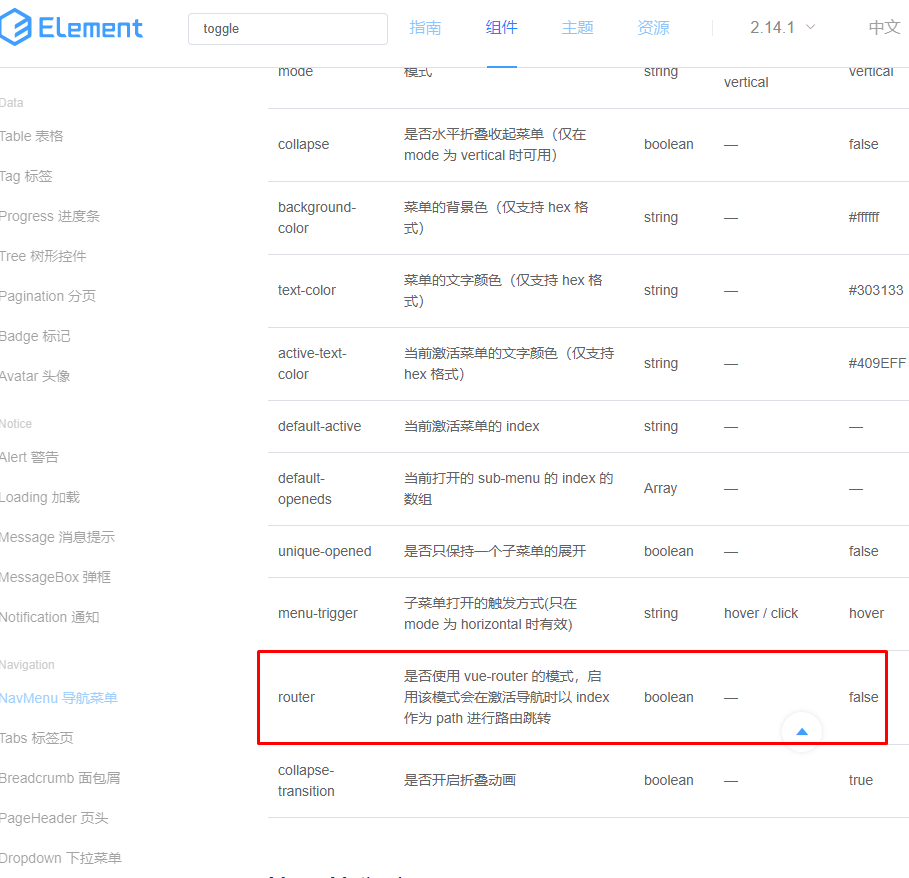 Element
toggle
指南
组件
主题
资源
2.14.1
中文
Data
Table 表格
Tag 标签
Progress 进度条
Tree 树形控件
Pagination 分页
Badge 标记
Avatar 头像
Notice
Alert 警告
Loading 加载
Message 消息提示
MessageBox 弹框
Notification 通知
Navigation
NavMenu 导航菜单
Tabs 标签页
Breadcrumb 面包屑
PageHeader 页头
Dropdown 下拉菜单
mode
模式
string
vertical
vertical
collapse
是否水平折叠收起菜单（仅在
mode 为 vertical 时可用）
boolean
—
false
background-
color
菜单的背景色（仅支持 hex 格
式）
string
—
#ffffff
text-color
菜单的文字颜色（仅支持 hex 格
式）
string
—
#303133
active-text-
color
当前激活菜单的文字颜色（仅支持
hex 格式）
string
—
#409EFF
default-active
当前激活菜单的 index
string
—
—
default-
openeds
当前打开的 sub-menu 的 index 的
数组
Array
—
—
unique-opened
是否只保持一个子菜单的展开
boolean
—
false
menu-trigger
子菜单打开的触发方式(只在
mode 为 horizontal 时有效)
string
hover / click
hover
router
是否使用 vue-router 的模式，启
用该模式会在激活导航时以 index
作为 path 进行路由跳转
boolean
—
false
collapse-
transition
是否开启折叠动画
boolean
—
true